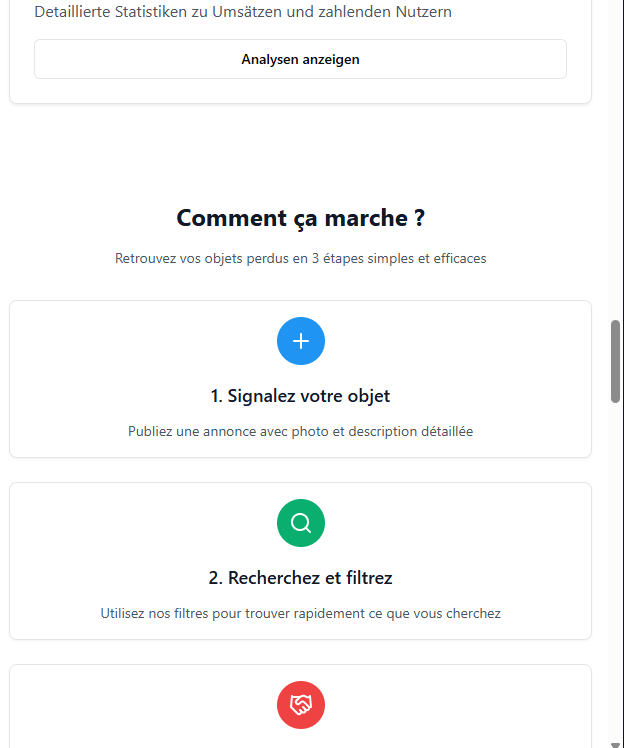 Detaillierte Statistiken zu Umsätzen und zahlenden Nutzern
Analysen anzeigen
Comment ça marche ?
Retrouvez vos objets perdus en 3 étapes simples et efficaces
1. Signalez votre objet
Publiez une annonce avec photo et description détaillée
2. Recherchez et filtrez
Utilisez nos filtres pour trouver rapidement ce que vous cherchez